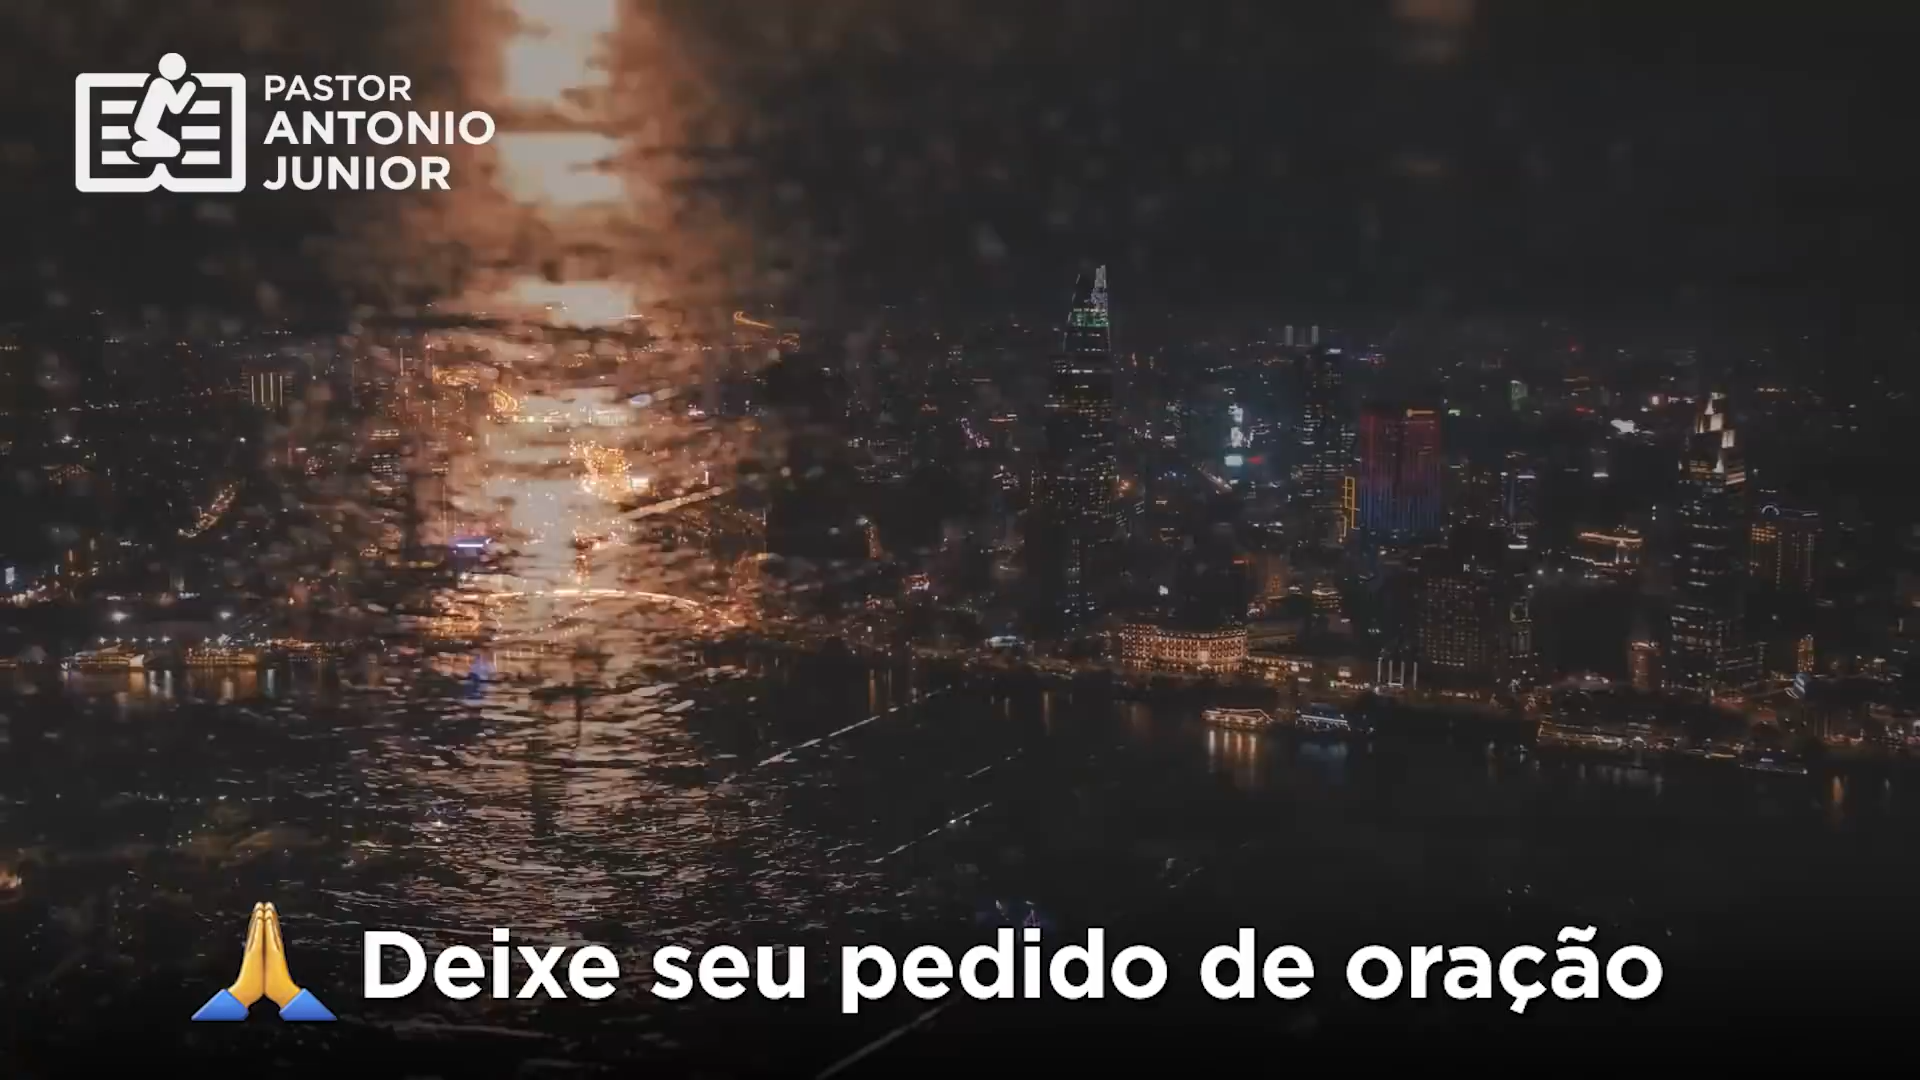 PASTOR
ANTONIO
JUNIOR
🙏 Deixe seu pedido de oração